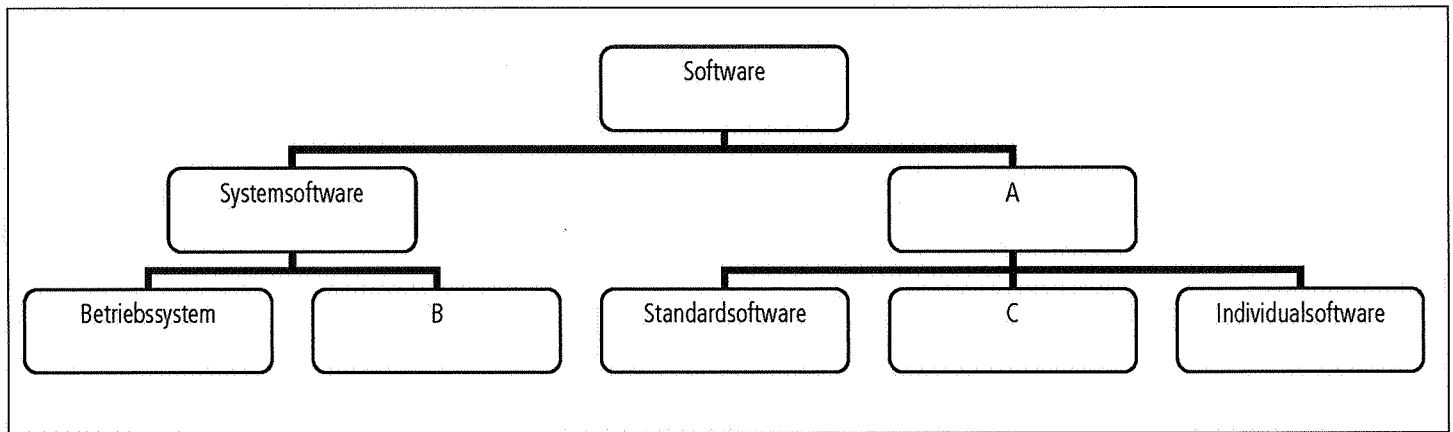 Software
Systemsoftware
A
Betriebssystem
B
Standardsoftware
C
Individualsoftware